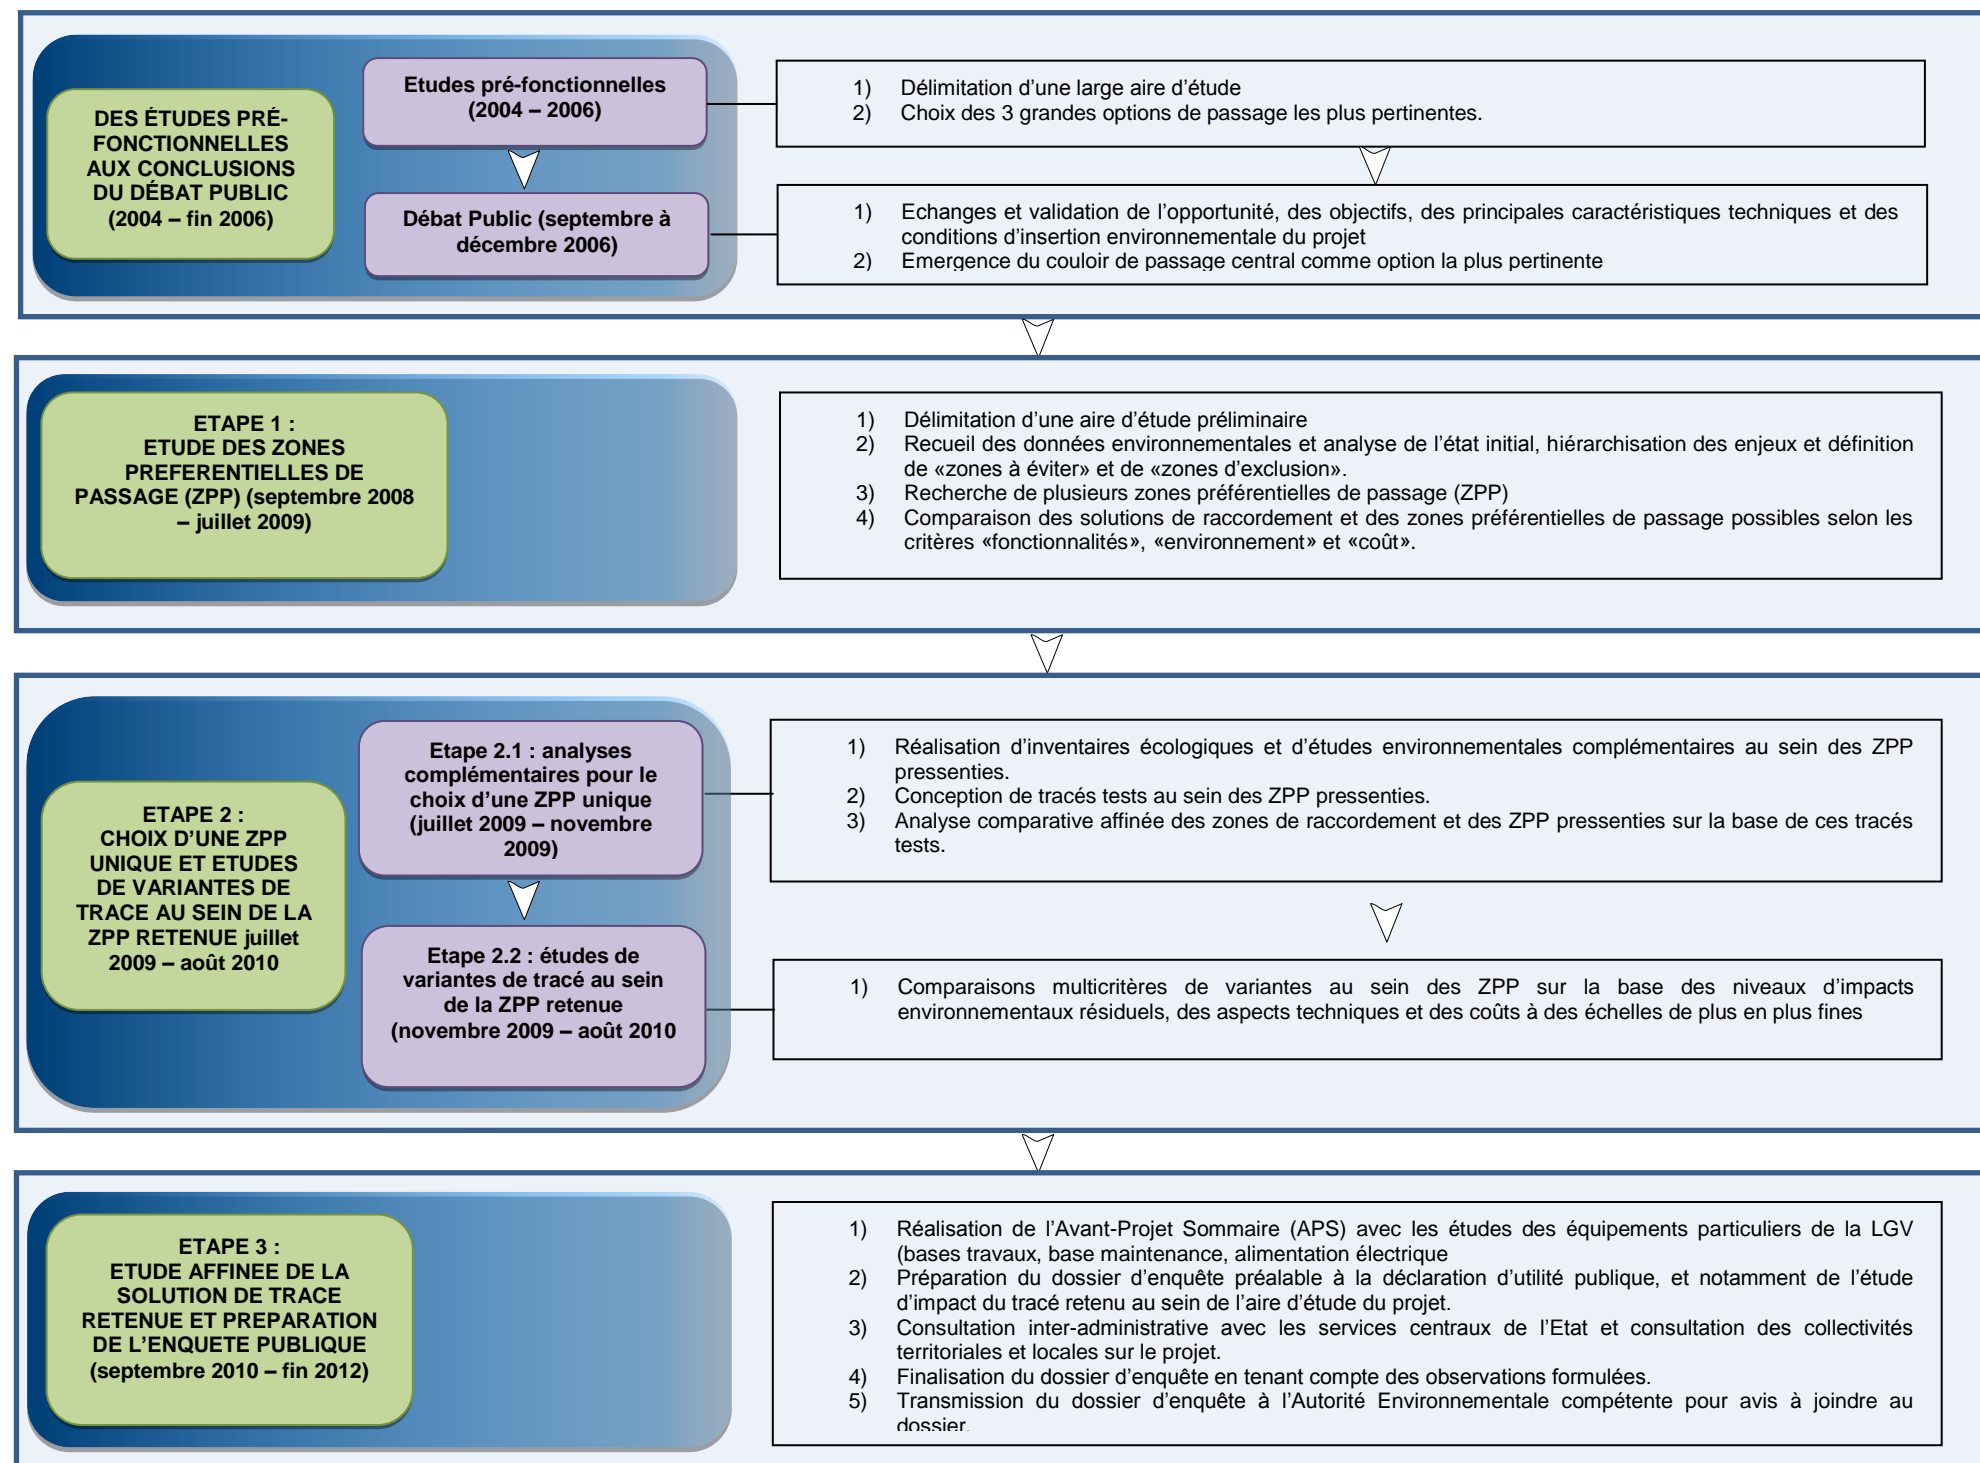 DES ÉTUDES PRÉ-
FONCTIONNELLES
AUX CONCLUSIONS
DU DÉBAT PUBLIC
(2004 – fin 2006)
Etudes pré-fonctionnelles
(2004 – 2006)
1) Délimitation d’une large aire d’étude
2) Choix des 3 grandes options de passage les plus pertinentes.
Débat Public (septembre à
décembre 2006)
1) Echanges et validation de l’opportunité, des objectifs, des principales caractéristiques techniques et des
conditions d’insertion environnementale du projet
2) Emergence du couloir de passage central comme option la plus pertinente
ETAPE 1 :
ETUDE DES ZONES
PREFERENTIELLES DE
PASSAGE (ZPP) (septembre 2008
– juillet 2009)
1) Délimitation d’une aire d’étude préliminaire
2) Recueil des données environnementales et analyse de l’état initial, hiérarchisation des enjeux et définition
de «zones à éviter» et de «zones d’exclusion».
3) Recherche de plusieurs zones préférentielles de passage (ZPP)
4) Comparaison des solutions de raccordement et des zones préférentielles de passage possibles selon les
critères «fonctionnalités», «environnement» et «coût».
ETAPE 2 :
CHOIX D’UNE ZPP
UNIQUE ET ETUDES
DE VARIANTES DE
TRACE AU SEIN DE LA
ZPP RETENUE juillet
2009 – août 2010
Etape 2.1 : analyses
complémentaires pour le
choix d’une ZPP unique
(juillet 2009 – novembre
2009)
1) Réalisation d’inventaires écologiques et d’études environnementales complémentaires au sein des ZPP
pressenties.
2) Conception de tracés tests au sein des ZPP pressenties.
3) Analyse comparative affinée des zones de raccordement et des ZPP pressenties sur la base de ces tracés
tests.
Etape 2.2 : études de
variantes de tracé au sein
de la ZPP retenue
(novembre 2009 – août 2010
1) Comparaisons multicritères de variantes au sein des ZPP sur la base des niveaux d’impacts
environnementaux résiduels, des aspects techniques et des coûts à des échelles de plus en plus fines
ETAPE 3 :
ETUDE AFFINEE DE LA
SOLUTION DE TRACE
RETENUE ET PREPARATION
DE L’ENQUETE PUBLIQUE
(septembre 2010 – fin 2012)
1) Réalisation de l’Avant-Projet Sommaire (APS) avec les études des équipements particuliers de la LGV
(bases travaux, base maintenance, alimentation électrique
2) Préparation du dossier d’enquête préalable à la déclaration d’utilité publique, et notamment de l’étude
d’impact du tracé retenu au sein de l’aire d’étude du projet.
3) Consultation inter-administrative avec les services centraux de l’Etat et consultation des collectivités
territoriales et locales sur le projet.
4) Finalisation du dossier d’enquête en tenant compte des observations formulées.
5) Transmission du dossier d’enquête à l’Autorité Environnementale compétente pour avis à joindre au
dossier.